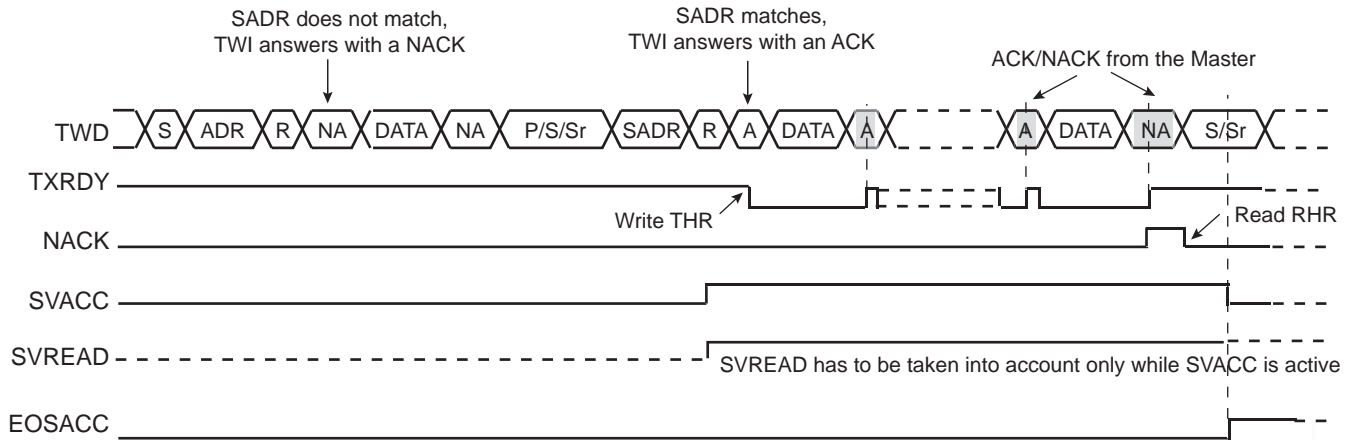 SADR does not match,
TWI answers with a NACK
SADR matches,
TWI answers with an ACK
ACK/NACK from the Master
TWD S ADR R NA DATA NA P/S/Sr SADR R A DATA A A DATA NA S/Sr
TXRDY
Write THR
Read RHR
NACK
SVACC
SVREAD
SVREAD has to be taken into account only while SVACC is active
EOSACC